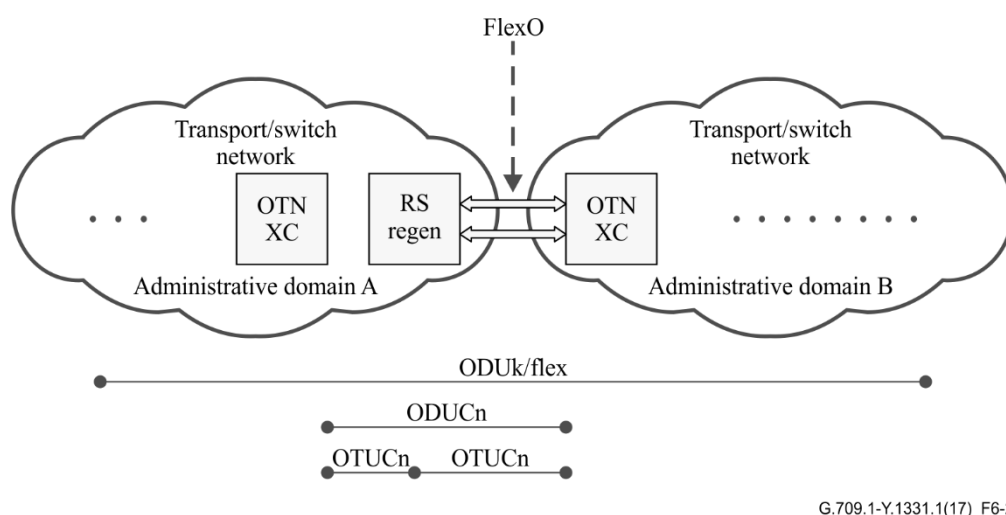 FlexO
Transport/switch
network
Transport/switch
network
OTN
XC
RS
regen
OTN
XC
Administrative domain A
Administrative domain B
ODUk/flex
ODUCn
OTUCn
OTUCn
G.709.1-Y.1331.1(17)_F6-